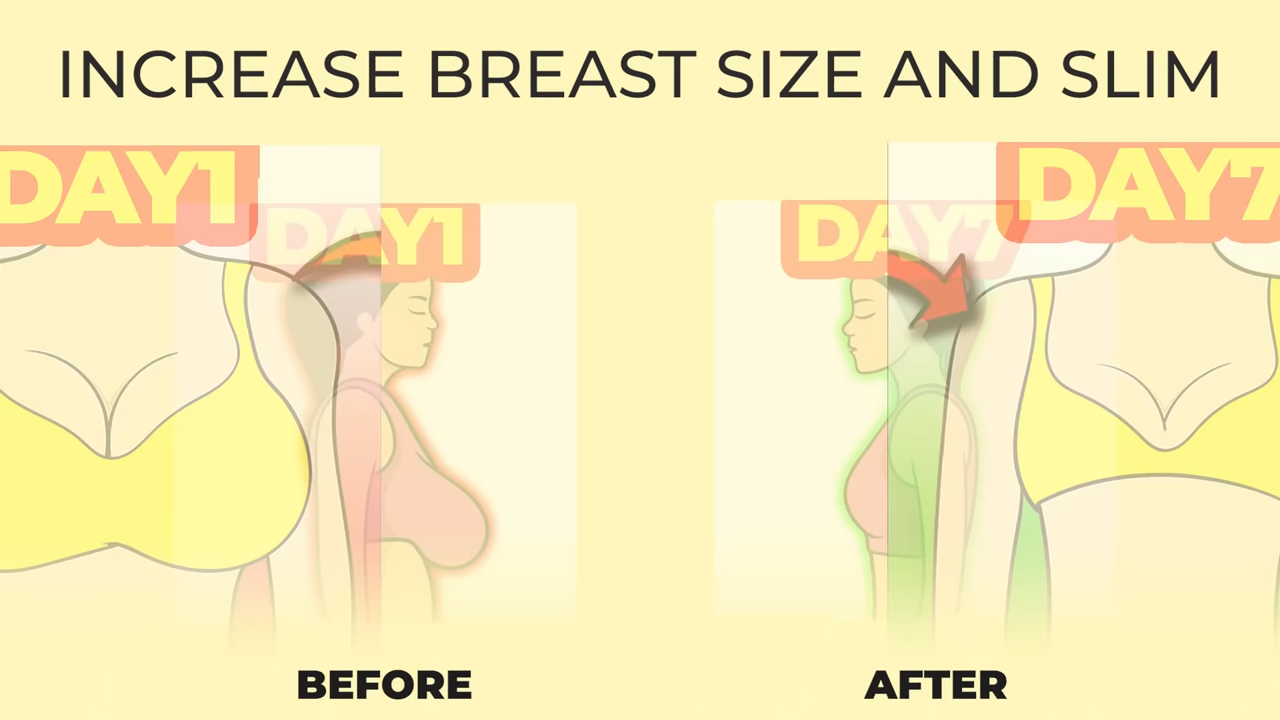 INCREASE BREAST SIZE AND SLIM
DAY1
DAY7
DAY1
DAY7
BEFORE
AFTER